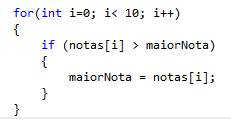 for(int i=0; i< 10; i++)
{
    if (notas[i] > maiorNota)
    {
        maiorNota = notas[i];
    }
}